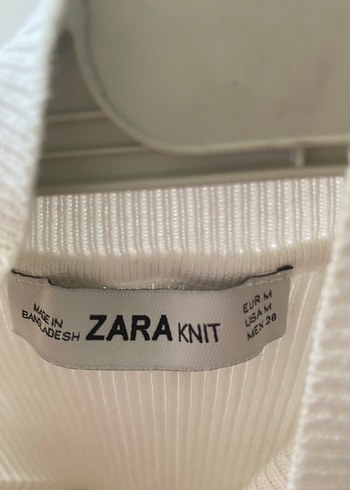 MADE IN
BANGLADESH
ZARA KNIT
EUR M
USA M
MEX 28